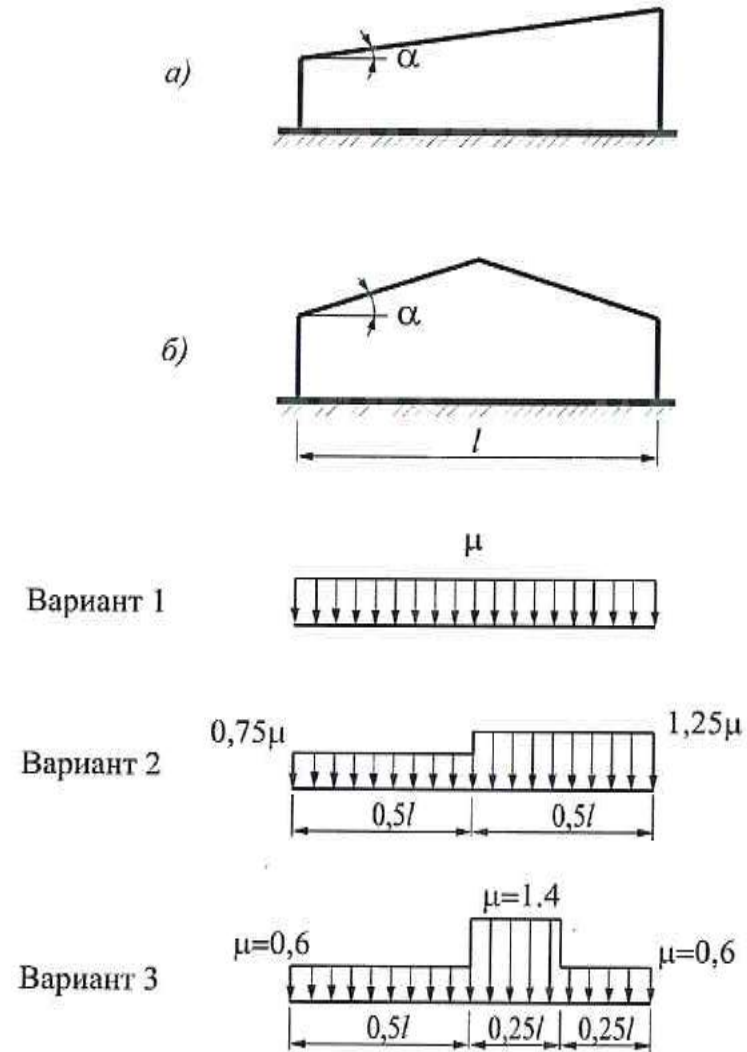 а)
α
б)
α
l
μ
Вариант 1
0,75μ
1,25μ
Вариант 2
0,5l
0,5l
μ=1.4
μ=0,6
μ=0,6
Вариант 3
0,5l
0,25l
0,25l